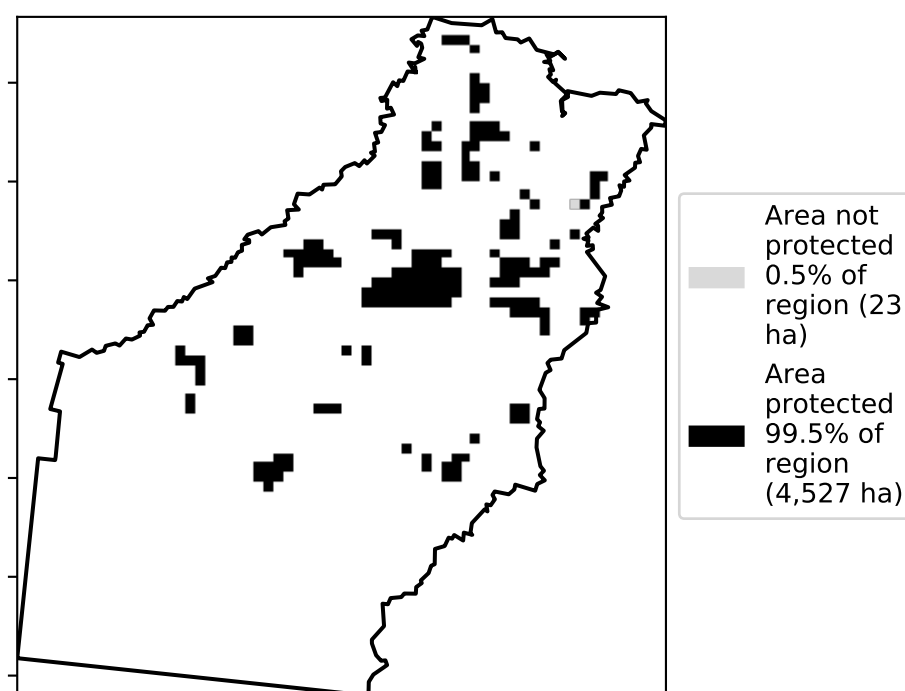 Area not
protected
0.5% of
region (23
ha)
Area
protected
99.5% of
region
(4,527 ha)